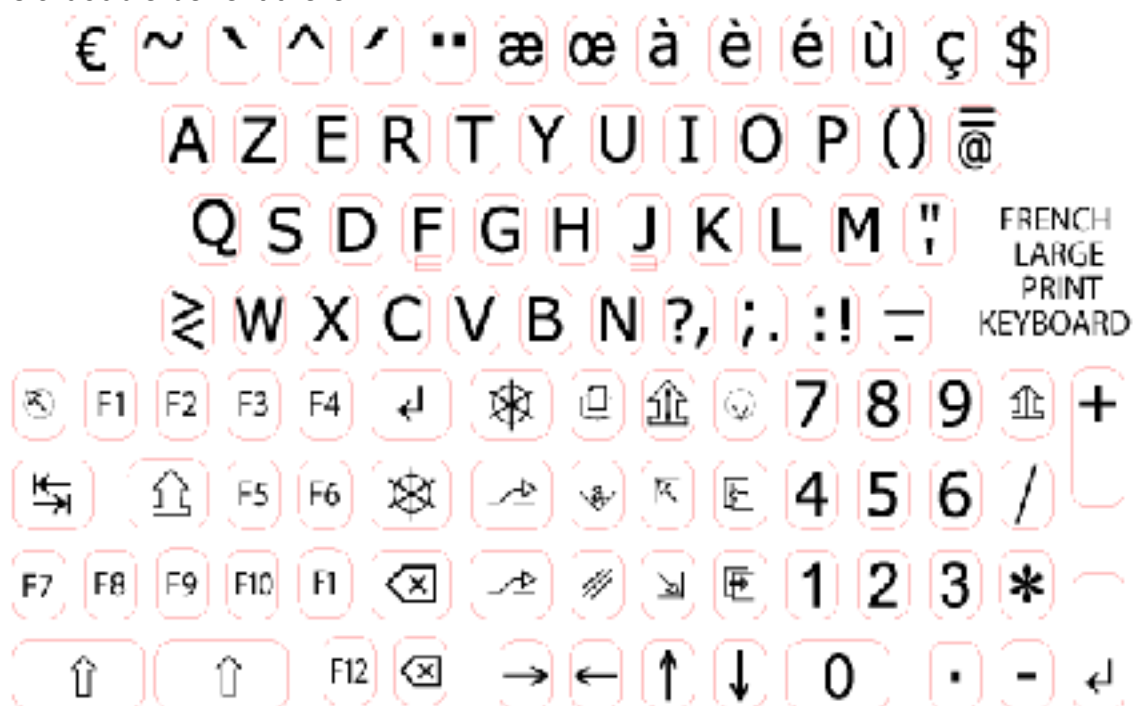 € ~ ` ^ ´ ¨ æ œ à è é ù ç $
A Z E R T Y U I O P () = @
Q S D F G H J K L M " '
FRENCH
LARGE
PRINT
KEYBOARD
≥ ≤ W X C V B N ?, ;. :! — -
F1 F2 F3 F4 ↵ 7 8 9 +
F5 F6 4 5 6 /
F7 F8 F9 F10 F1 1 2 3 *
⇧ ⇧ F12 ⌫ → ← ↑ ↓ 0 . - ↵